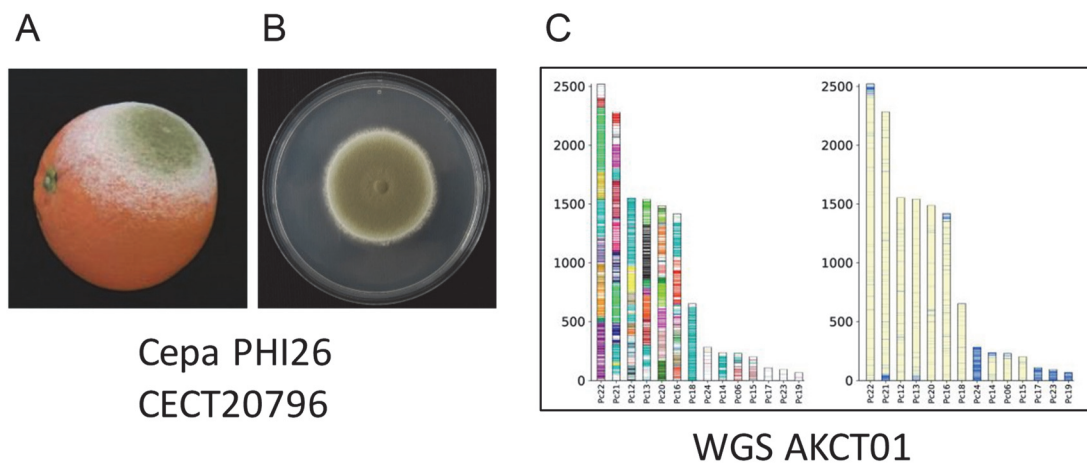 A
B
C
2500
2000
1500
1000
500
0
Pc22
Pc21
Pc12
Pc13
Pc20
Pc16
Pc18
Pc24
Pc14
Pc06
Pc15
Pc17
Pc23
Pc19
2500
2000
1500
1000
500
0
Pc22
Pc21
Pc12
Pc13
Pc20
Pc16
Pc18
Pc24
Pc14
Pc06
Pc15
Pc17
Pc23
Pc19
Cepa PHI26
CECT20796
WGS AKCT01